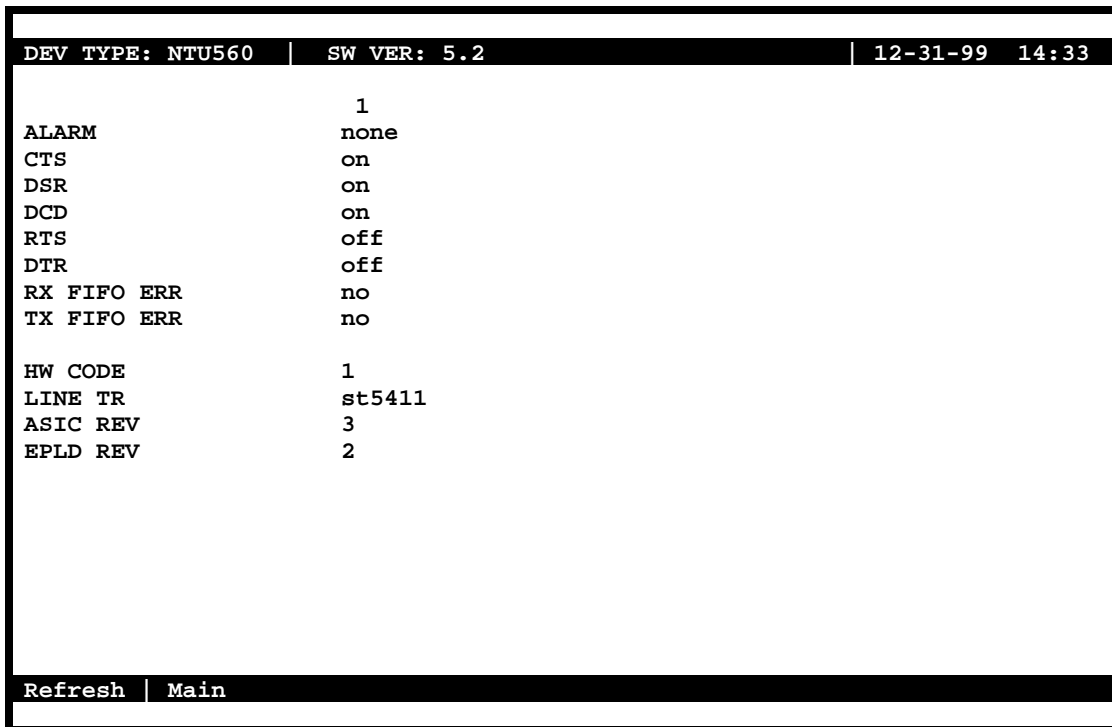 DEV TYPE: NTU560 | SW VER: 5.2 | 12-31-99 14:33
1
ALARM none
CTS on
DSR on
DCD on
RTS off
DTR off
RX FIFO ERR no
TX FIFO ERR no
HW CODE 1
LINE TR st5411
ASIC REV 3
EPLD REV 2
Refresh | Main